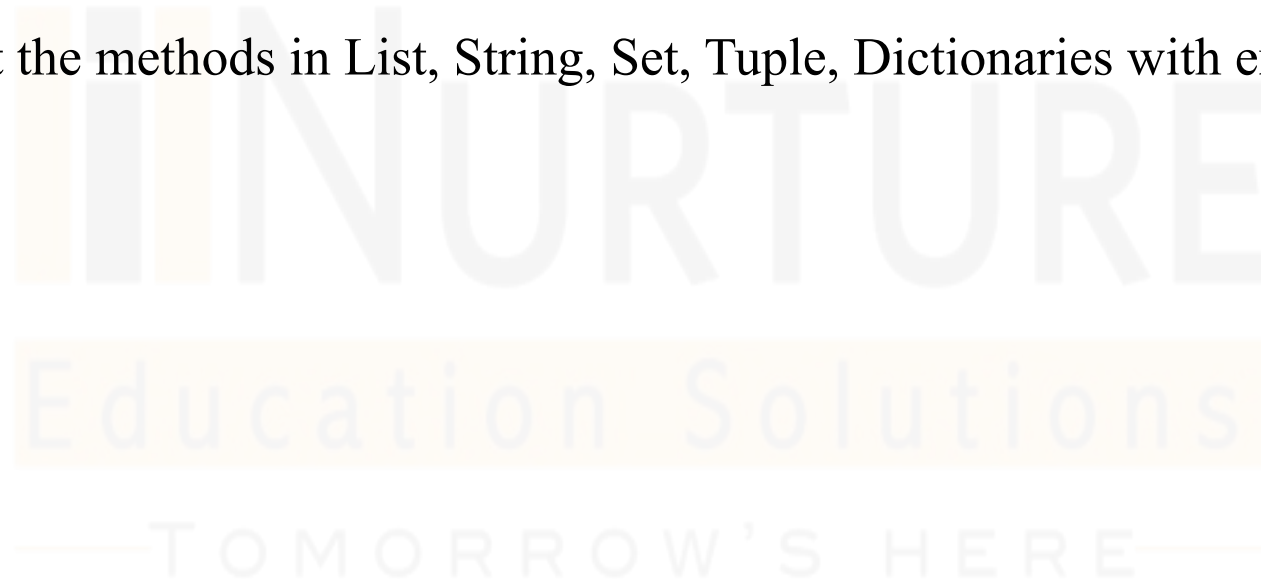 the methods in List, String, Set, Tuple, Dictionaries with
NURTURE
Education Solutions
TOMORROW'S HERE